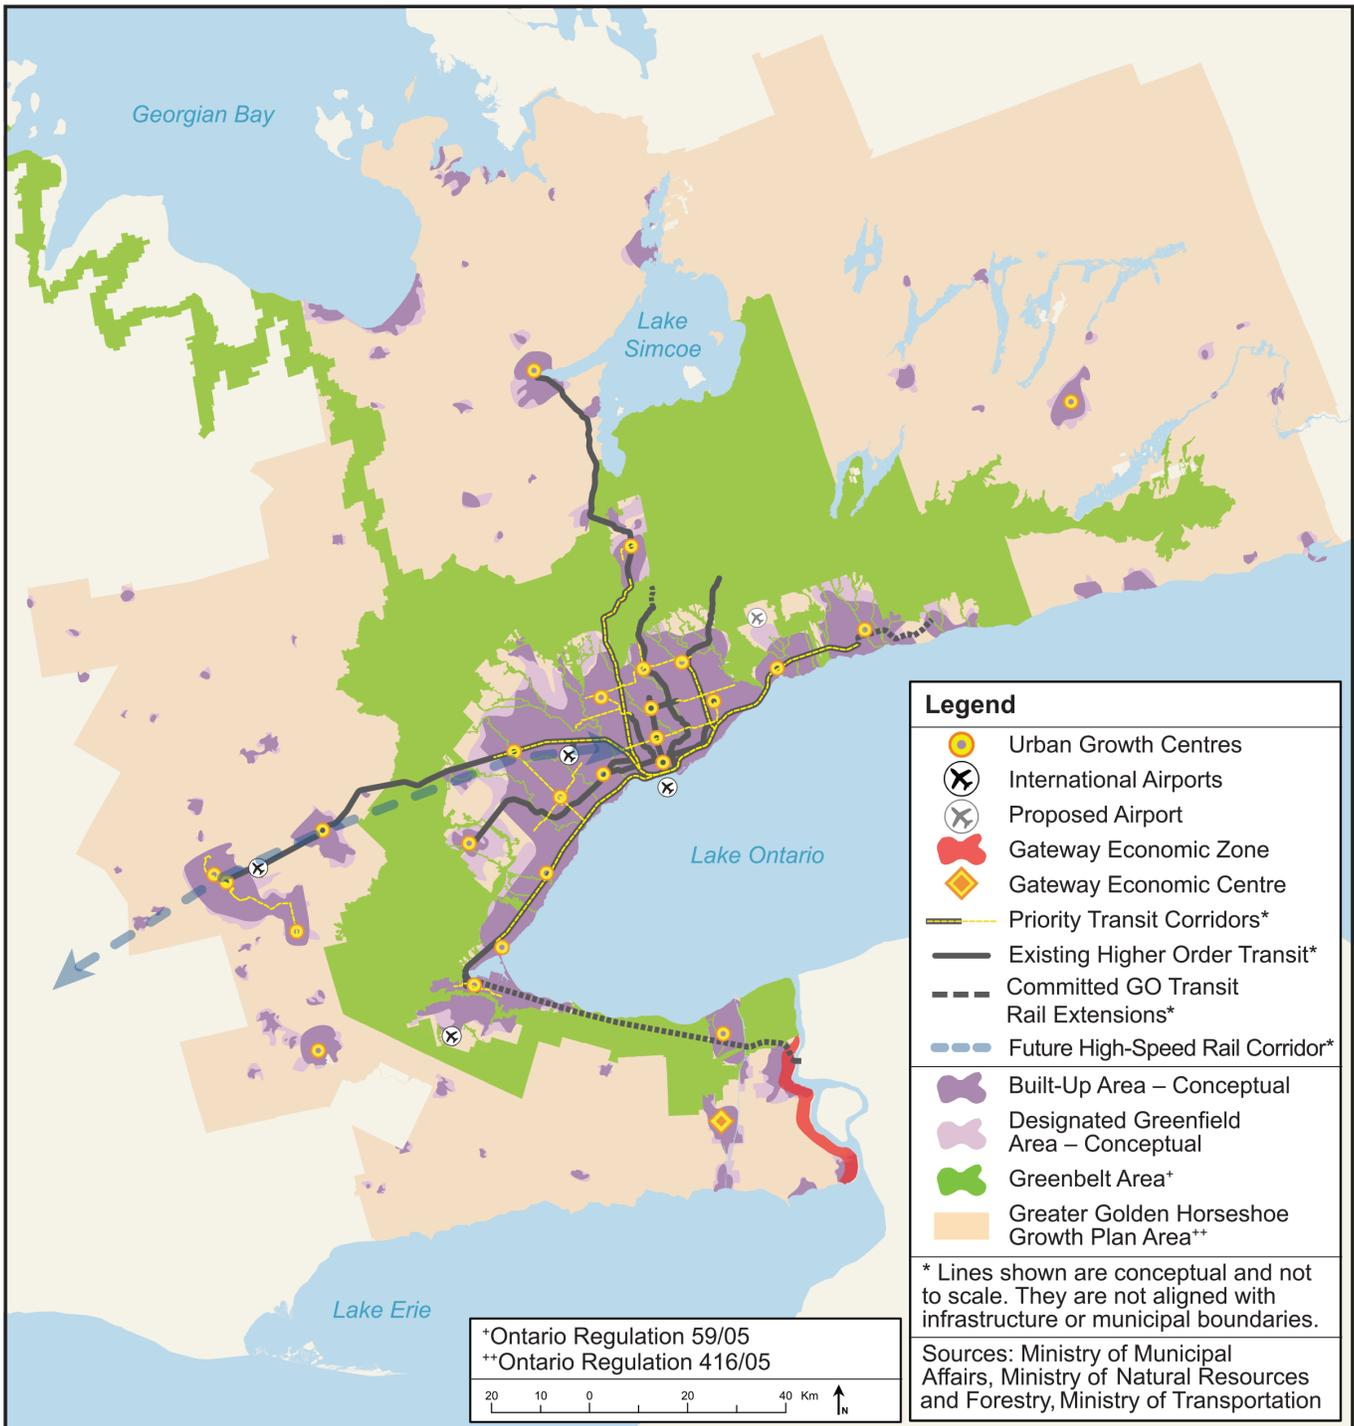 Georgian Bay
Lake
Simcoe
Lake Ontario
Lake Erie
Legend
Urban Growth Centres
International Airports
Proposed Airport
Gateway Economic Zone
Gateway Economic Centre
Priority Transit Corridors*
Existing Higher Order Transit*
Committed GO Transit
Rail Extensions*
Future High-Speed Rail Corridor*
Built-Up Area – Conceptual
Designated Greenfield
Area – Conceptual
Greenbelt Area+
Greater Golden Horseshoe
Growth Plan Area++
* Lines shown are conceptual and not
to scale. They are not aligned with
infrastructure or municipal boundaries.
Sources: Ministry of Municipal
Affairs, Ministry of Natural Resources
and Forestry, Ministry of Transportation
+Ontario Regulation 59/05
++Ontario Regulation 416/05
20 10 0 20 40 Km
N